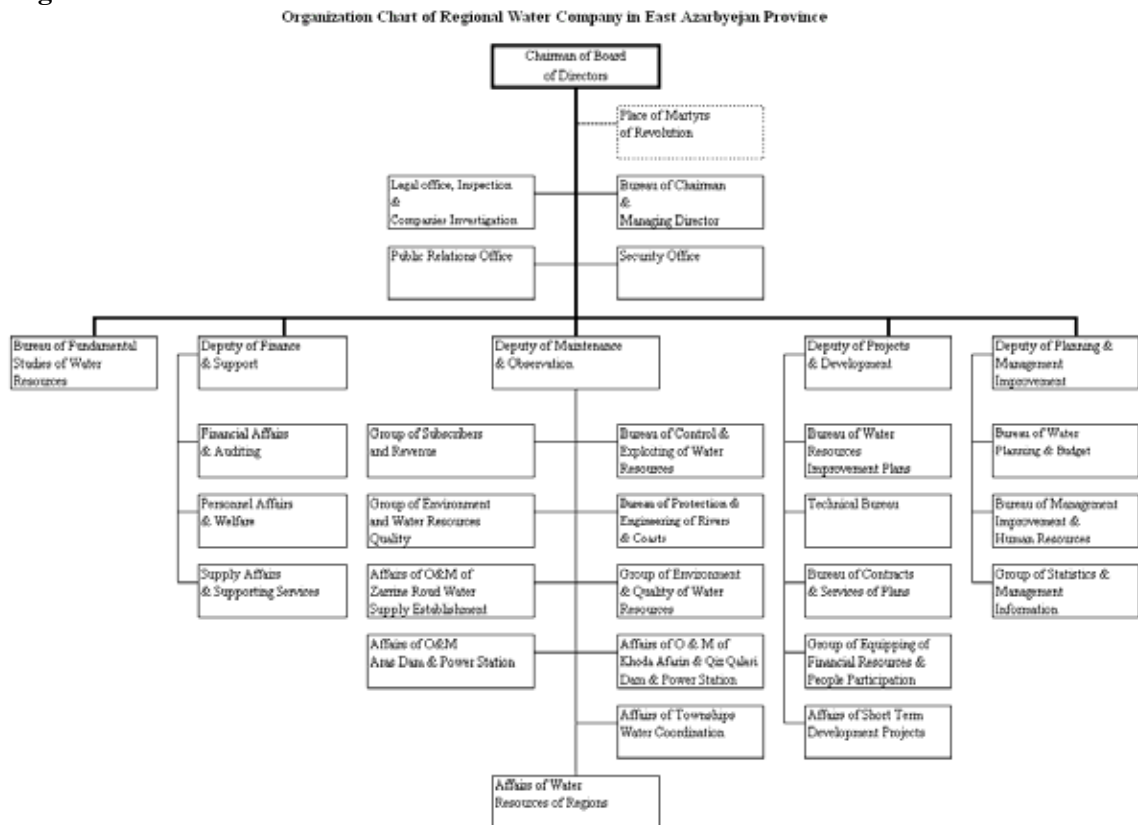 Organization Chart of Regional Water Company in East Azarbyejan Province
Chairman of Board
of Directors
Place of Martyrs
of Revolution
Legal office, Inspection
&
Companies Investigation
Bureau of Chairman
&
Managing Director
Public Relations Office
Security Office
Bureau of Fundamental
Studies of Water
Resources
Deputy of Finance
& Support
Deputy of Maintenance
& Observation
Deputy of Projects
& Development
Deputy of Planning &
Management
Improvement
Financial Affairs
& Auditing
Group of Subscribers
and Revenue
Bureau of Control &
Exploting of Water
Resources
Bureau of Water
Resources
Improvement Plans
Bureau of Water
Planning & Budget
Personnel Affairs
& Welfare
Group of Environment
and Water Resources
Quality
Bureau of Protection &
Engineering of Rivers
& Coasts
Technical Bureau
Bureau of Management
Improvement &
Human Resources
Supply Affairs
& Supporting Services
Affairs of O&M of
Zarrine Roud Water
Supply Establishment
Group of Environment
& Quality of Water
Resources
Bureau of Contracts
& Services of Plans
Group of Statistics &
Management
Information
Affairs of O&M
Aras Dam & Power Station
Affairs of O & M of
Khoda Afarin & Qiz Qalasi
Dam & Power Station
Group of Equipping of
Financial Resources &
People Participation
Affairs of Townships
Water Coordination
Affairs of Short Term
Development Projects
Affairs of Water
Resources of Regions